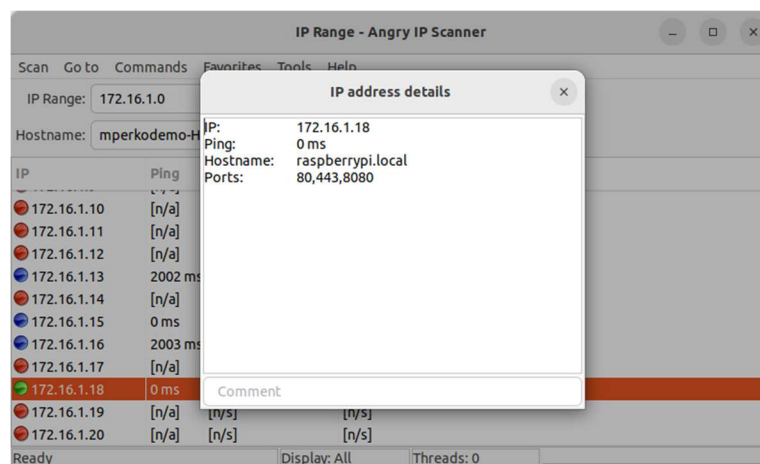 IP Range - Angry IP Scanner
Scan Go to Commands Favorites Tools Help
IP Range: 172.16.1.0
Hostname: mperkodemo-H
IP Ping
172.16.1.10 [n/a]
172.16.1.11 [n/a]
172.16.1.12 [n/a]
172.16.1.13 2002 ms
172.16.1.14 [n/a]
172.16.1.15 0 ms
172.16.1.16 2003 ms
172.16.1.17 [n/a]
172.16.1.18 0 ms
172.16.1.19 [n/a] [n/s] [n/s]
172.16.1.20 [n/a] [n/s] [n/s]
Ready Display: All Threads: 0
IP address details
IP: 172.16.1.18
Ping: 0 ms
Hostname: raspberrypi.local
Ports: 80,443,8080
Comment